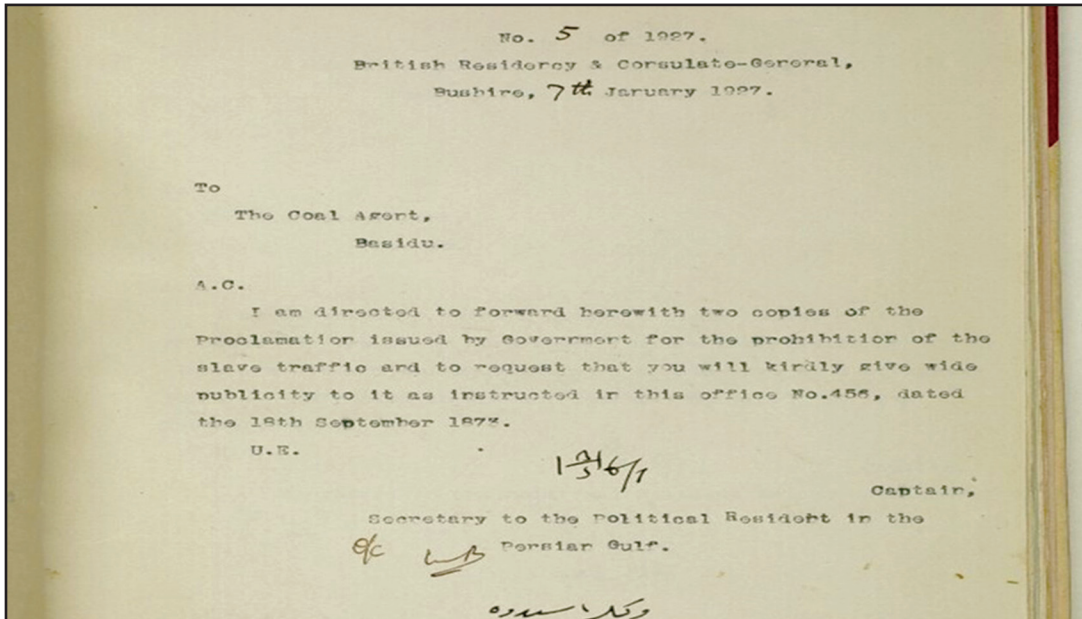 No. 5 of 1927.
British Residency & Consulate-General,
Bushire, 7th January 1927.
To
The Coal Agent,
Basidu.
A.C.
I am directed to forward herewith two copies of the
Proclamation issued by Government for the prohibition of the
slave traffic and to request that you will kindly give wide
publicity to it as instructed in this office No.456, dated
the 18th September 1873.
U.E.
Captain,
Secretary to the Political Resident in the
Persian Gulf.